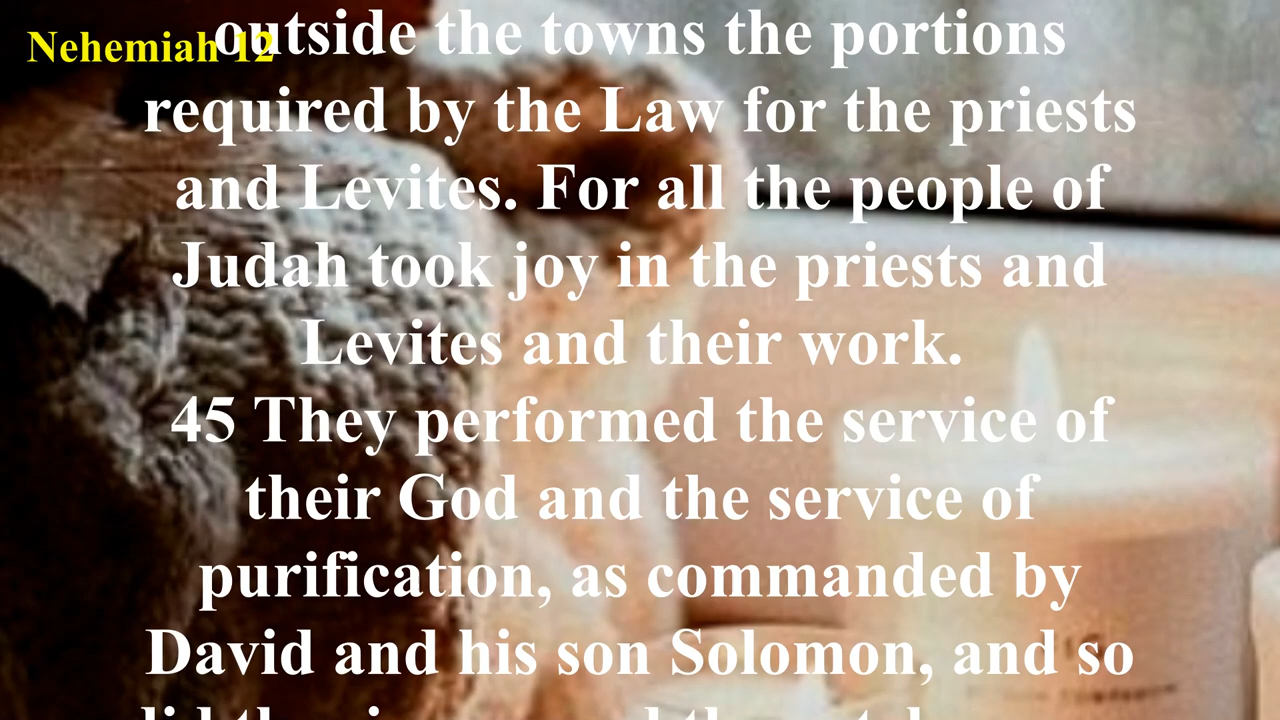 Nehemiah 12
outside the towns the portions
required by the Law for the priests
and Levites. For all the people of
Judah took joy in the priests and
Levites and their work.
45 They performed the service of
their God and the service of
purification, as commanded by
David and his son Solomon, and so